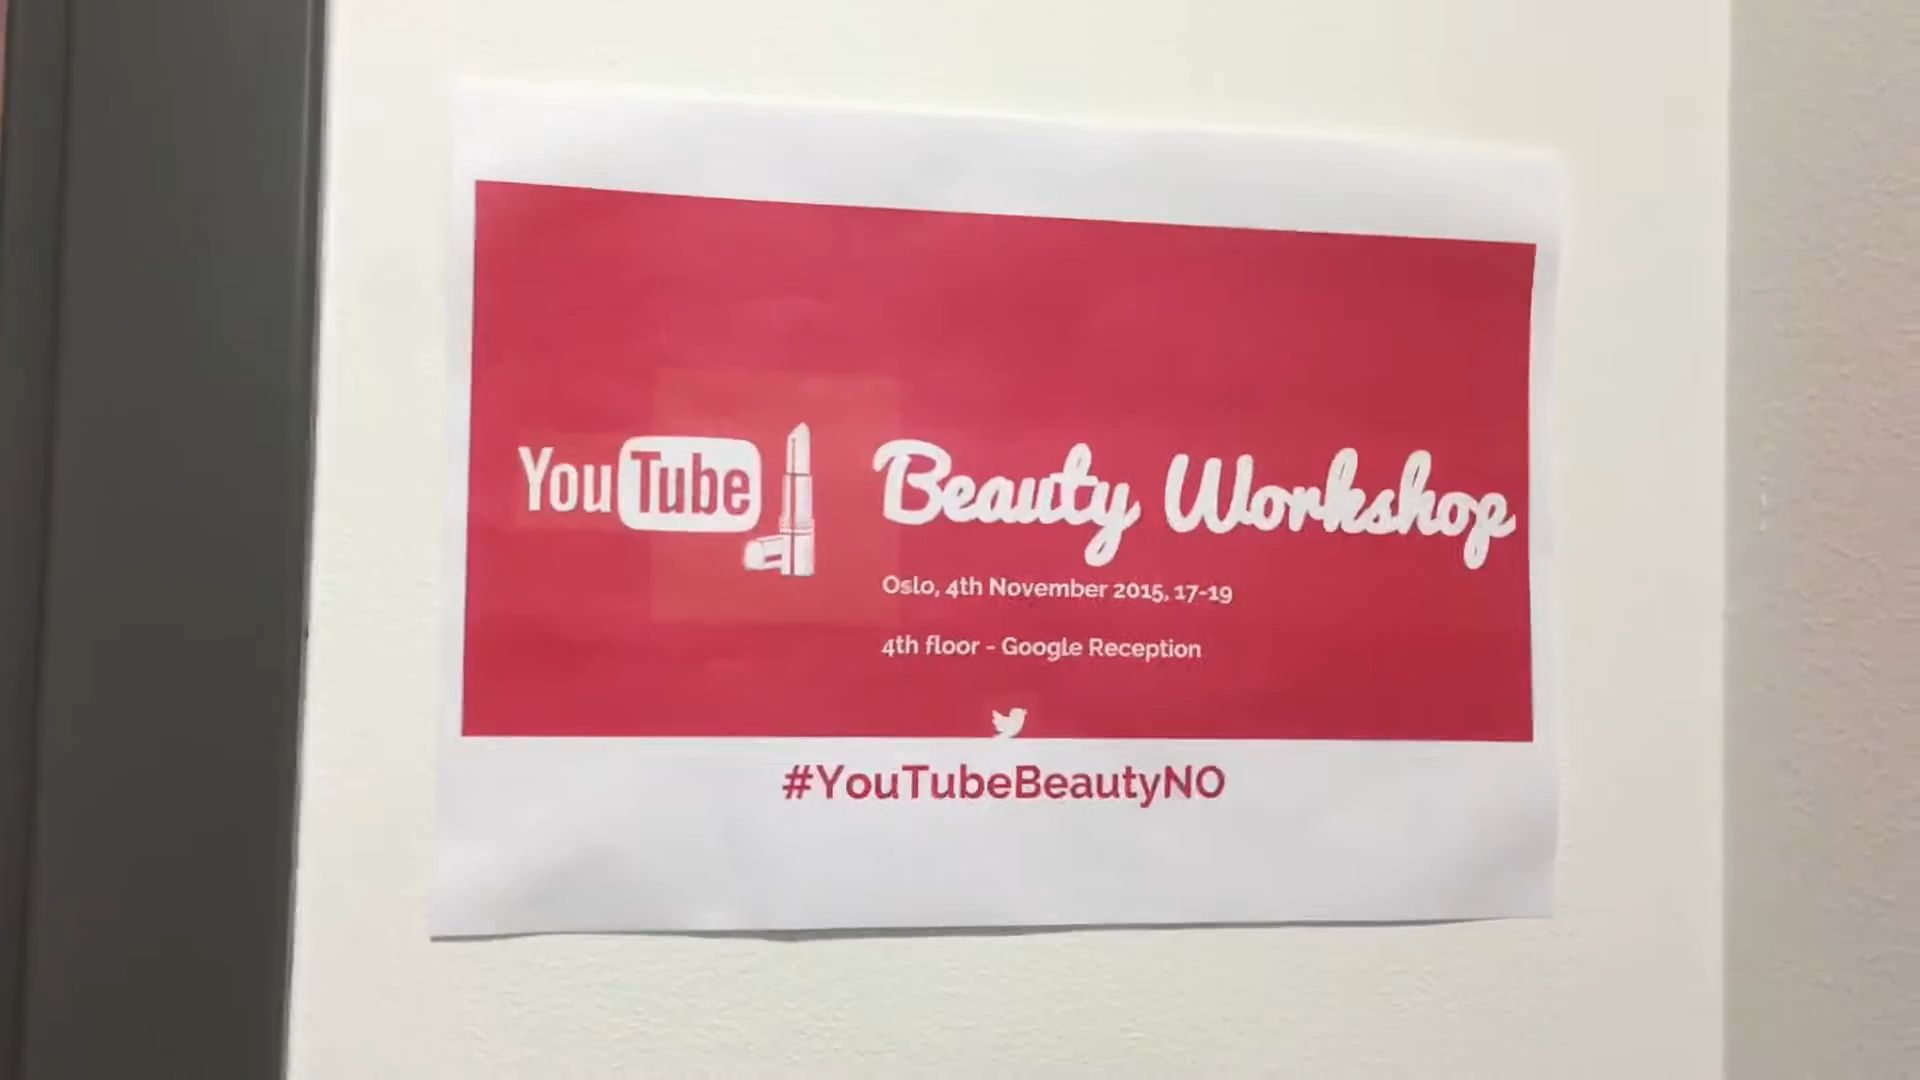 YouTube Beauty Workshop
Oslo, 4th November 2015, 17-19
4th floor - Google Reception
#YouTubeBeautyNO